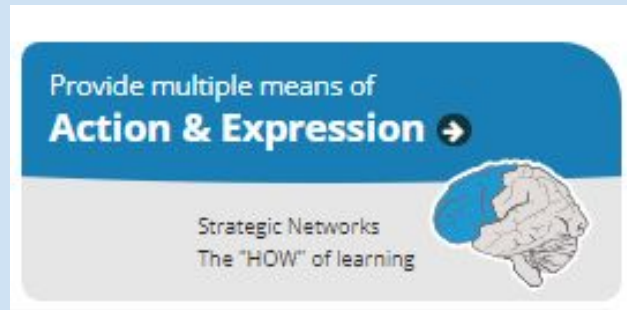 Provide multiple means of
Action & Expression
Strategic Networks
The "HOW" of learning